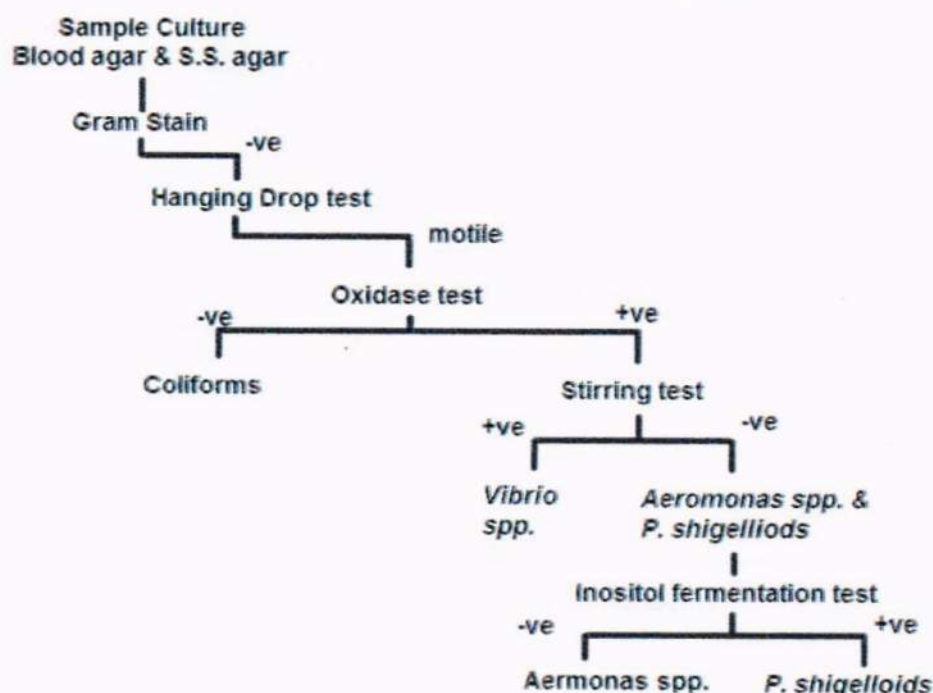 Sample Culture
Blood agar & S.S. agar
Gram Stain
-ve
Hanging Drop test
motile
Oxidase test
-ve
+ve
Coliforms
Stirring test
+ve
-ve
Vibrio
spp.
Aeromonas spp. &
P. shigelliods
Inositol fermentation test
-ve
+ve
Aermonas spp.
P. shigelloids